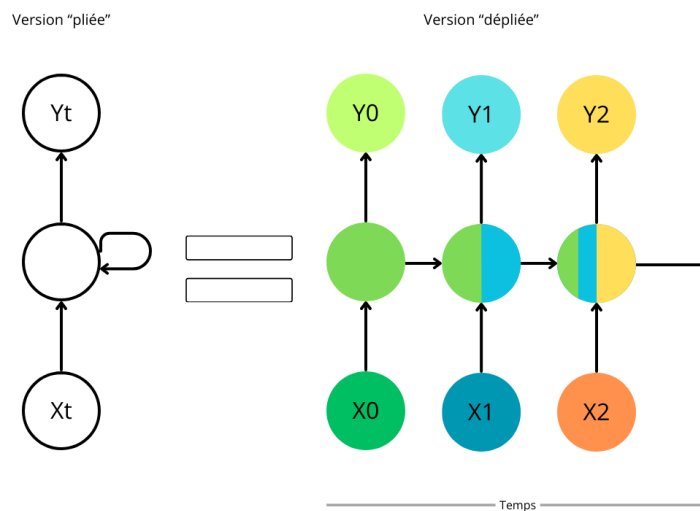 Version “pliée”
Version “dépliée”
Yt
Y0
Y1
Y2
Xt
X0
X1
X2
Temps